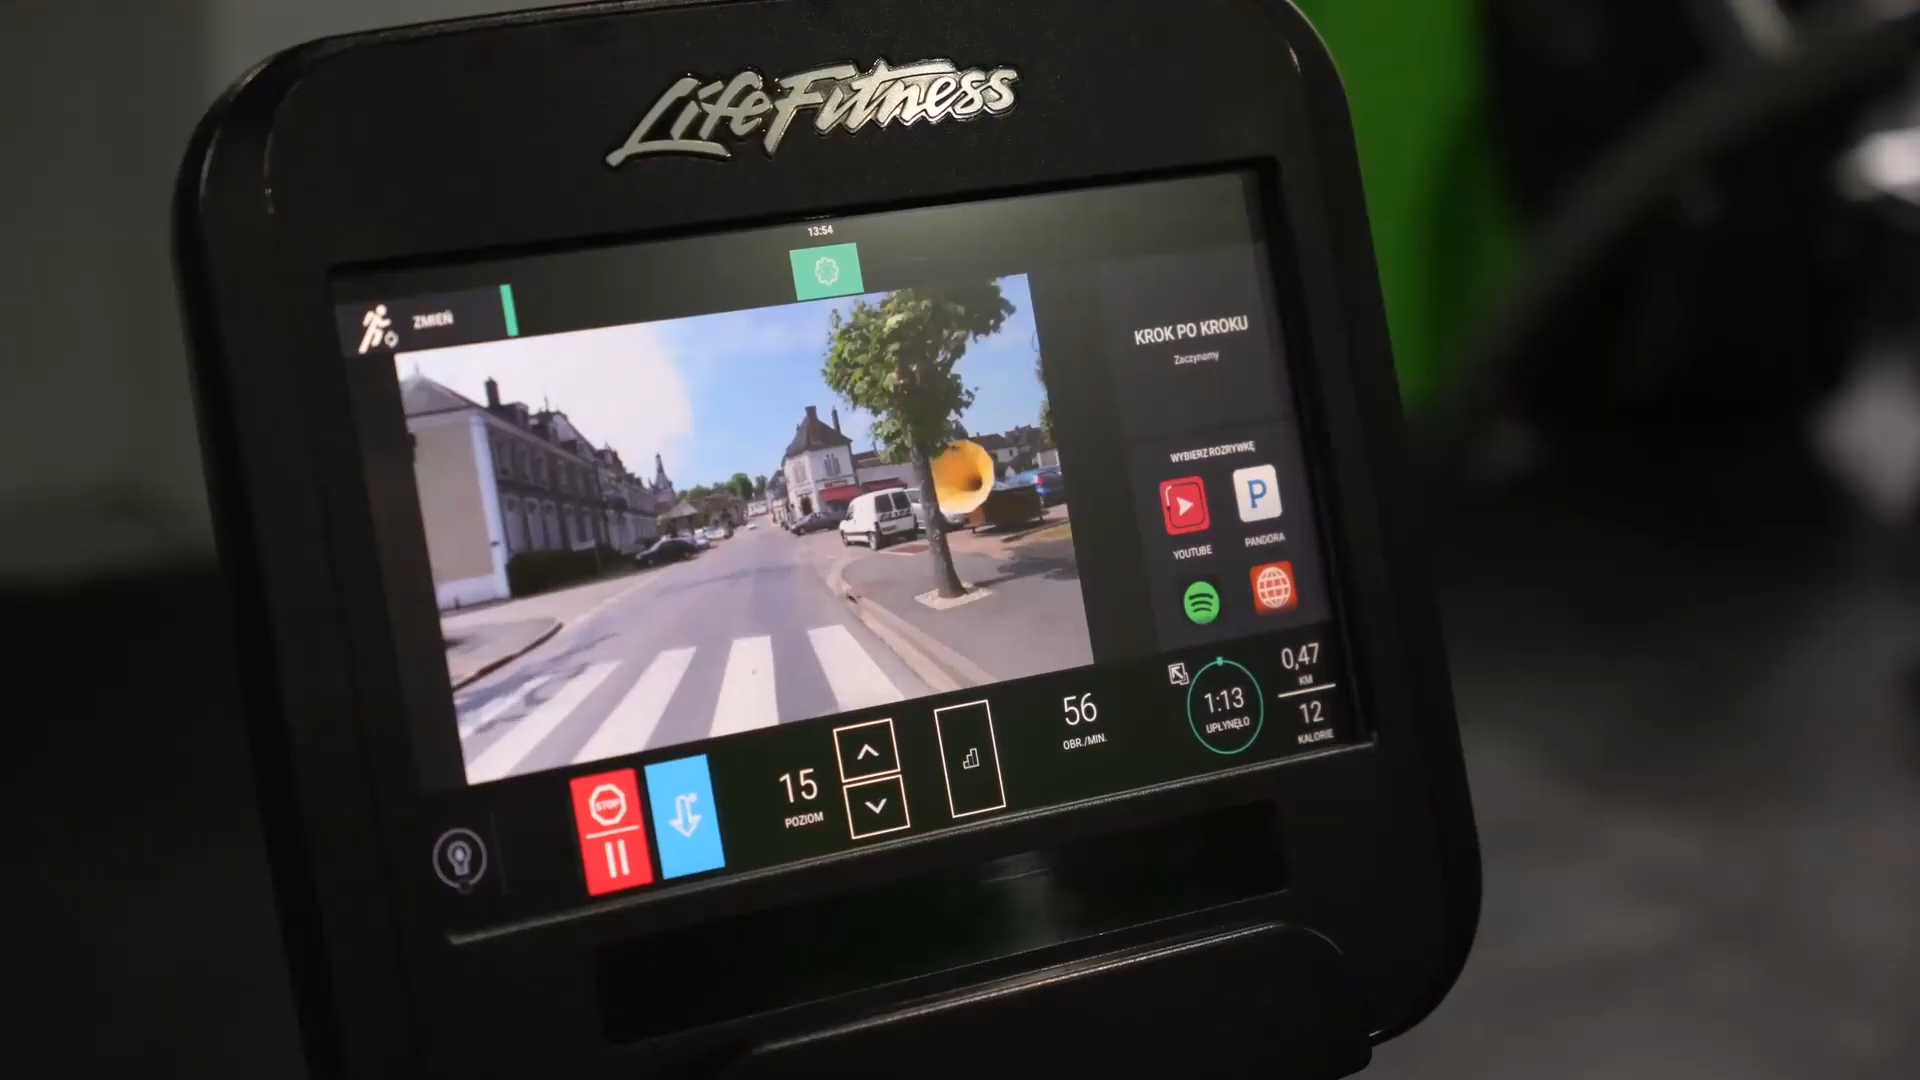 LifeFitness
13:54
ZMIEŃ
KROK PO KROKU
Zaczynamy
WYBIERZ ROZRYWKĘ
P
YOUTUBE
PANDORA
0,47
KM
1:13
UPŁYNĘŁO
12
KALORIE
56
OBR./MIN.
15
POZIOM
STOP